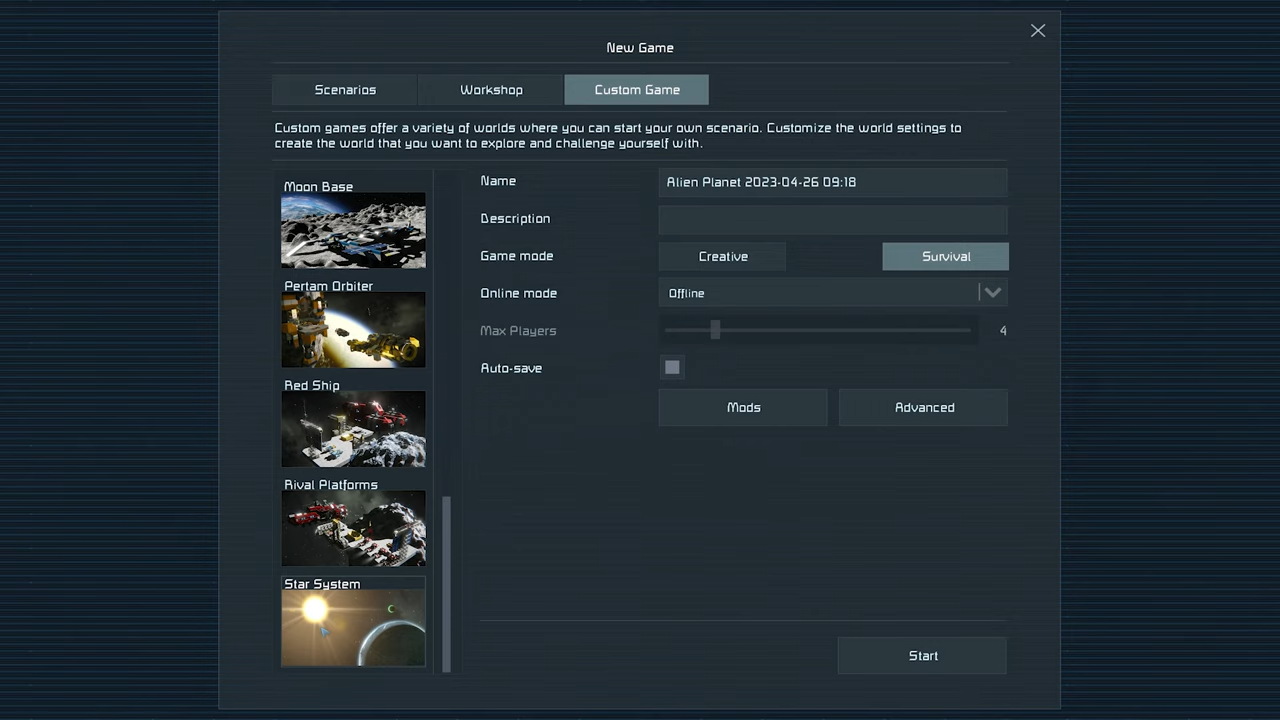 New Game
Scenarios
Workshop
Custom Game
Custom games offer a variety of worlds where you can start your own scenario. Customize the world settings to
create the world that you want to explore and challenge yourself with.
Moon Base
Pertam Orbiter
Red Ship
Rival Platforms
Star System
Name
Alien Planet 2023-04-26 09:18
Description
Game mode
Creative
Survival
Online mode
Offline
Max Players
4
Auto-save
Mods
Advanced
Start